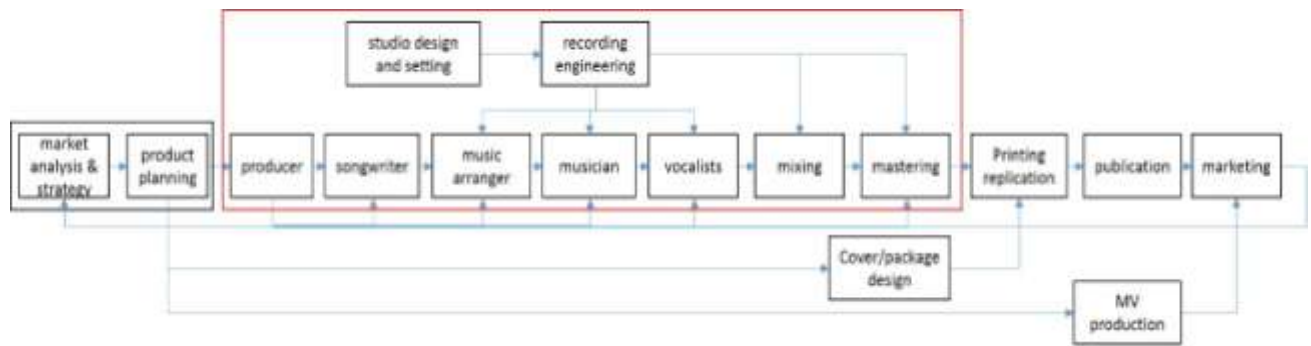 studio design
and setting
recording
engineering
market
analysis &
strategy
product
planning
producer
songwriter
music
arranger
musician
vocalists
mixing
mastering
Printing
replication
publication
marketing
Cover/package
design
MV
production